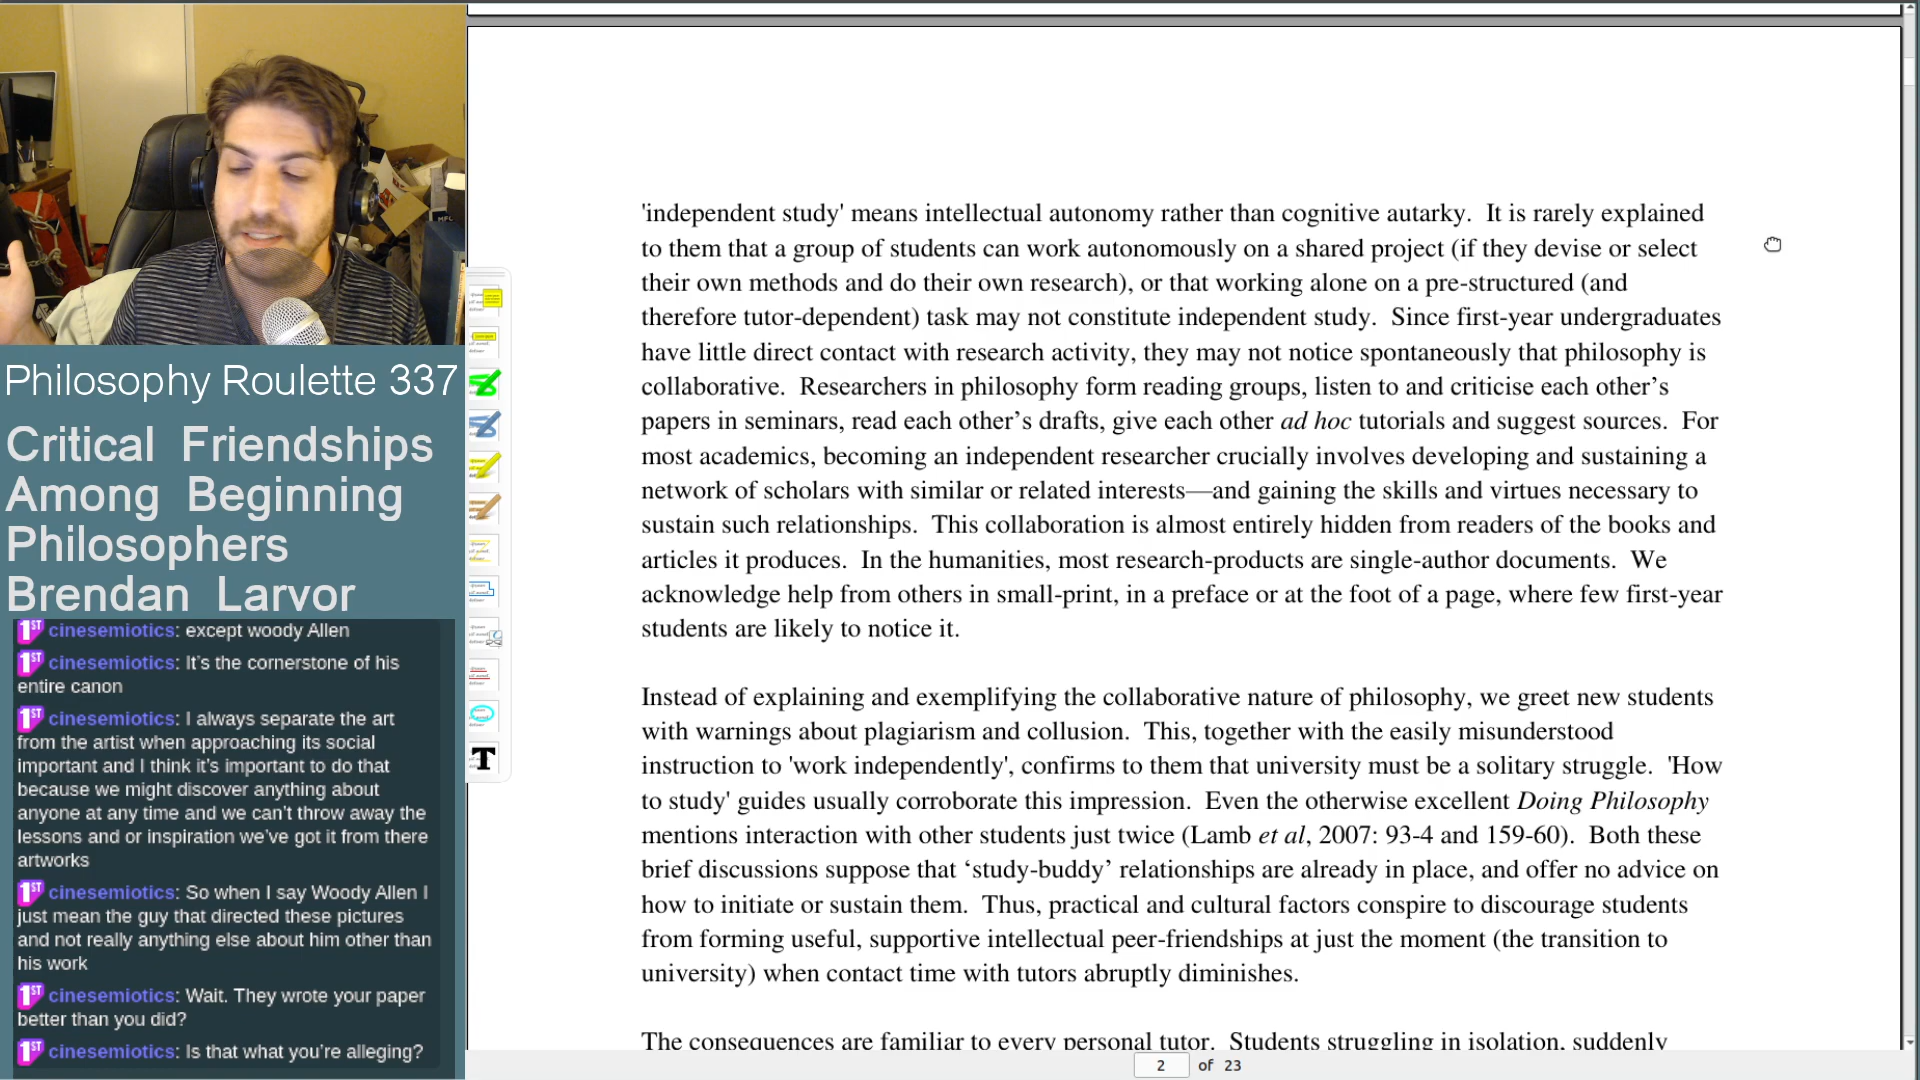 'independent study' means intellectual autonomy rather than cognitive autarky.  It is rarely explained
to them that a group of students can work autonomously on a shared project (if they devise or select
their own methods and do their own research), or that working alone on a pre-structured (and
therefore tutor-dependent) task may not constitute independent study.  Since first-year undergraduates
have little direct contact with research activity, they may not notice spontaneously that philosophy is
collaborative.  Researchers in philosophy form reading groups, listen to and criticise each other’s
papers in seminars, read each other’s drafts, give each other ad hoc tutorials and suggest sources.  For
most academics, becoming an independent researcher crucially involves developing and sustaining a
network of scholars with similar or related interests—and gaining the skills and virtues necessary to
sustain such relationships.  This collaboration is almost entirely hidden from readers of the books and
articles it produces.  In the humanities, most research-products are single-author documents.  We
acknowledge help from others in small-print, in a preface or at the foot of a page, where few first-year
students are likely to notice it.
Instead of explaining and exemplifying the collaborative nature of philosophy, we greet new students
with warnings about plagiarism and collusion.  This, together with the easily misunderstood
instruction to 'work independently', confirms to them that university must be a solitary struggle.  'How
to study' guides usually corroborate this impression.  Even the otherwise excellent Doing Philosophy
mentions interaction with other students just twice (Lamb et al, 2007: 93-4 and 159-60).  Both these
brief discussions suppose that ‘study-buddy’ relationships are already in place, and offer no advice on
how to initiate or sustain them.  Thus, practical and cultural factors conspire to discourage students
from forming useful, supportive intellectual peer-friendships at just the moment (the transition to
university) when contact time with tutors abruptly diminishes.
The consequences are familiar to every personal tutor.  Students struggling in isolation, suddenly
2 of 23
T
Philosophy Roulette 337
Critical Friendships
Among Beginning
Philosophers
Brendan Larvor
1ST cinesemiotics: except woody Allen
1ST cinesemiotics: It’s the cornerstone of his
entire canon
1ST cinesemiotics: I always separate the art
from the artist when approaching its social
important and I think it’s important to do that
because we might discover anything about
anyone at any time and we can’t throw away the
lessons and or inspiration we’ve got it from there
artworks
1ST cinesemiotics: So when I say Woody Allen I
just mean the guy that directed these pictures
and not really anything else about him other than
his work
1ST cinesemiotics: Wait. They wrote your paper
better than you did?
1ST cinesemiotics: Is that what you’re alleging?